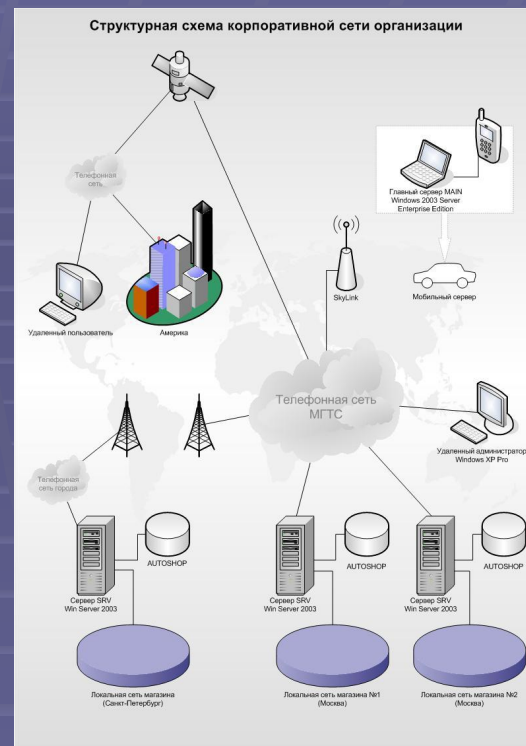 Структурная схема корпоративной сети организации
Телефонная
сеть
Главный сервер MAIN
Windows 2003 Server
Enterprise Edition
SkyLink
Мобильный сервер
Удаленный пользователь
Америка
Телефонная сеть
МГТС
Удаленный администратор
Windows XP Pro
Телефонная
сеть города
AUTOSHOP
AUTOSHOP
AUTOSHOP
Сервер SRV
Win Server 2003
Сервер SRV
Win Server 2003
Сервер SRV
Win Server 2003
Локальная сеть магазина
(Санкт-Петербург)
Локальная сеть магазина №1
(Москва)
Локальная сеть магазина №2
(Москва)